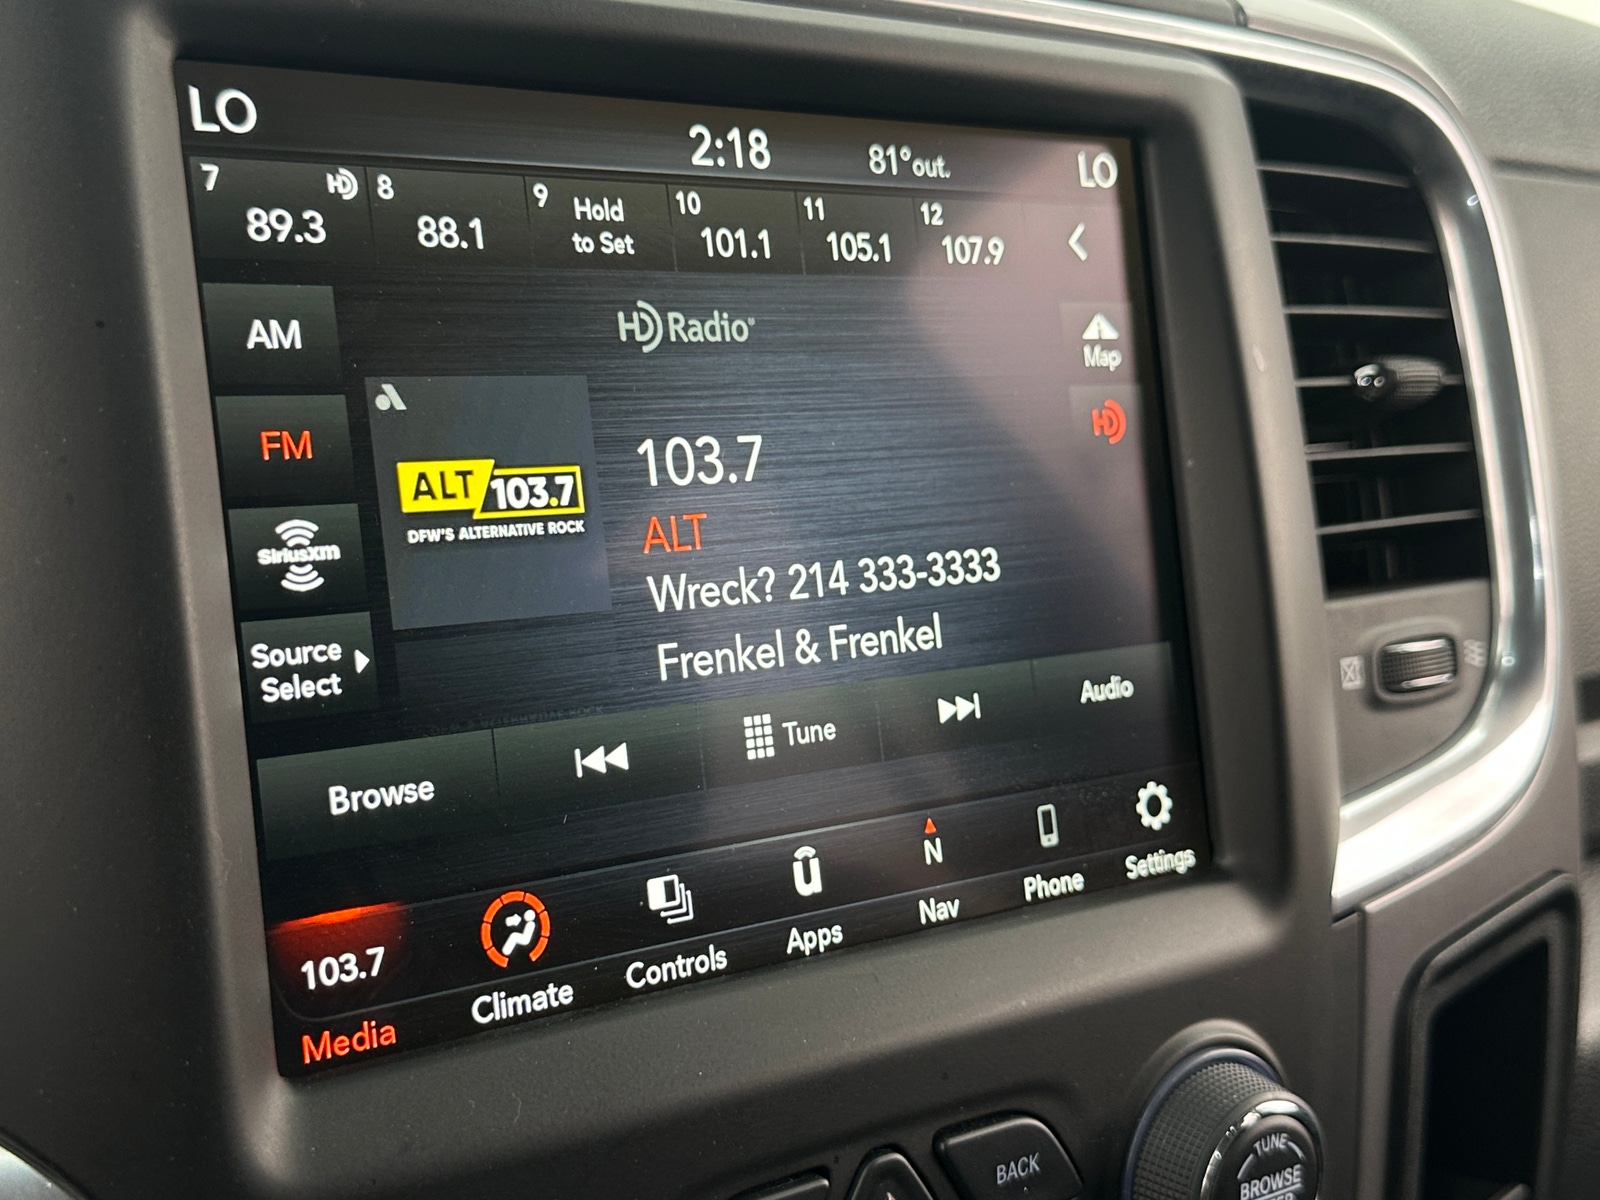 LO 2:18 81° out. LO
7 HD 8 9 Hold 10 11 12
89.3 88.1 to Set 101.1 105.1 107.9
HD Radio
AM
Map
FM
HD
103.7
ALT 103.7
DFW'S ALTERNATIVE ROCK
ALT
Wreck? 214 333-3333
Frenkel & Frenkel
SiriusXM
Source
Select
Browse Tune Audio
N
103.7 Climate Controls Apps Nav Phone Settings
Media
BACK
TUNE
BROWSE